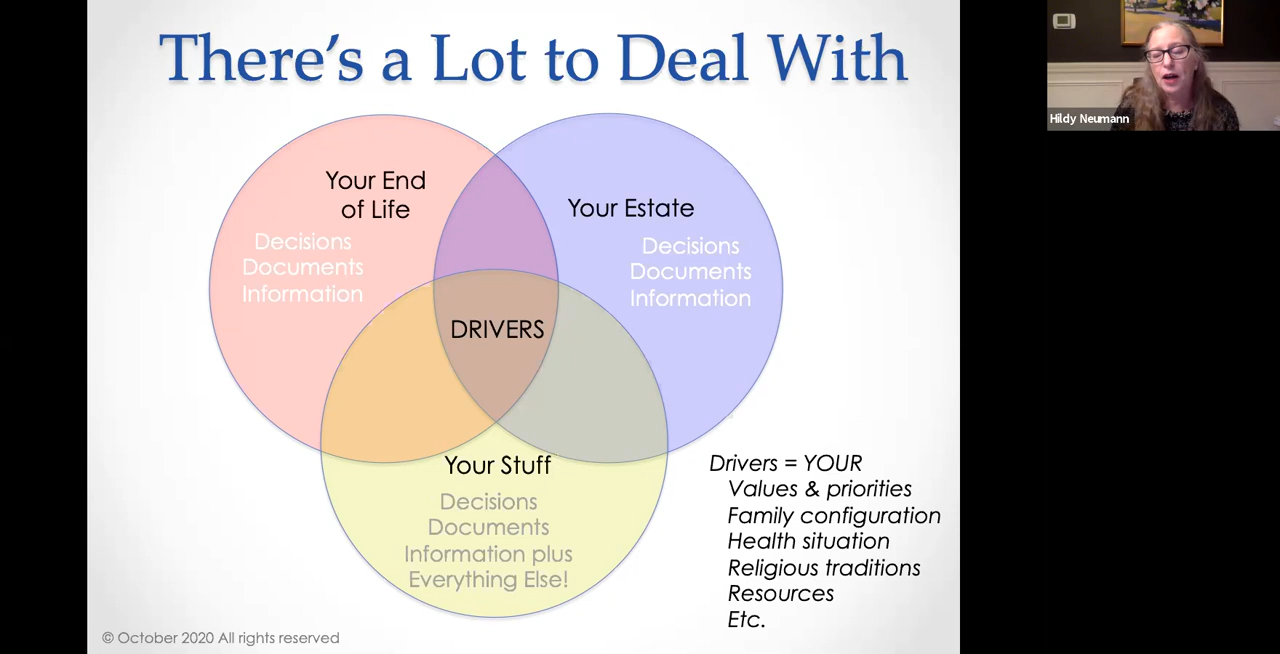 There's a Lot to Deal With
Your End
of Life
Decisions
Documents
Information
Your Estate
Decisions
Documents
Information
DRIVERS
Your Stuff
Decisions
Documents
Information plus
Everything Else!
Drivers = YOUR
Values & priorities
Family configuration
Health situation
Religious traditions
Resources
Etc.
© October 2020 All rights reserved
Hildy Neumann